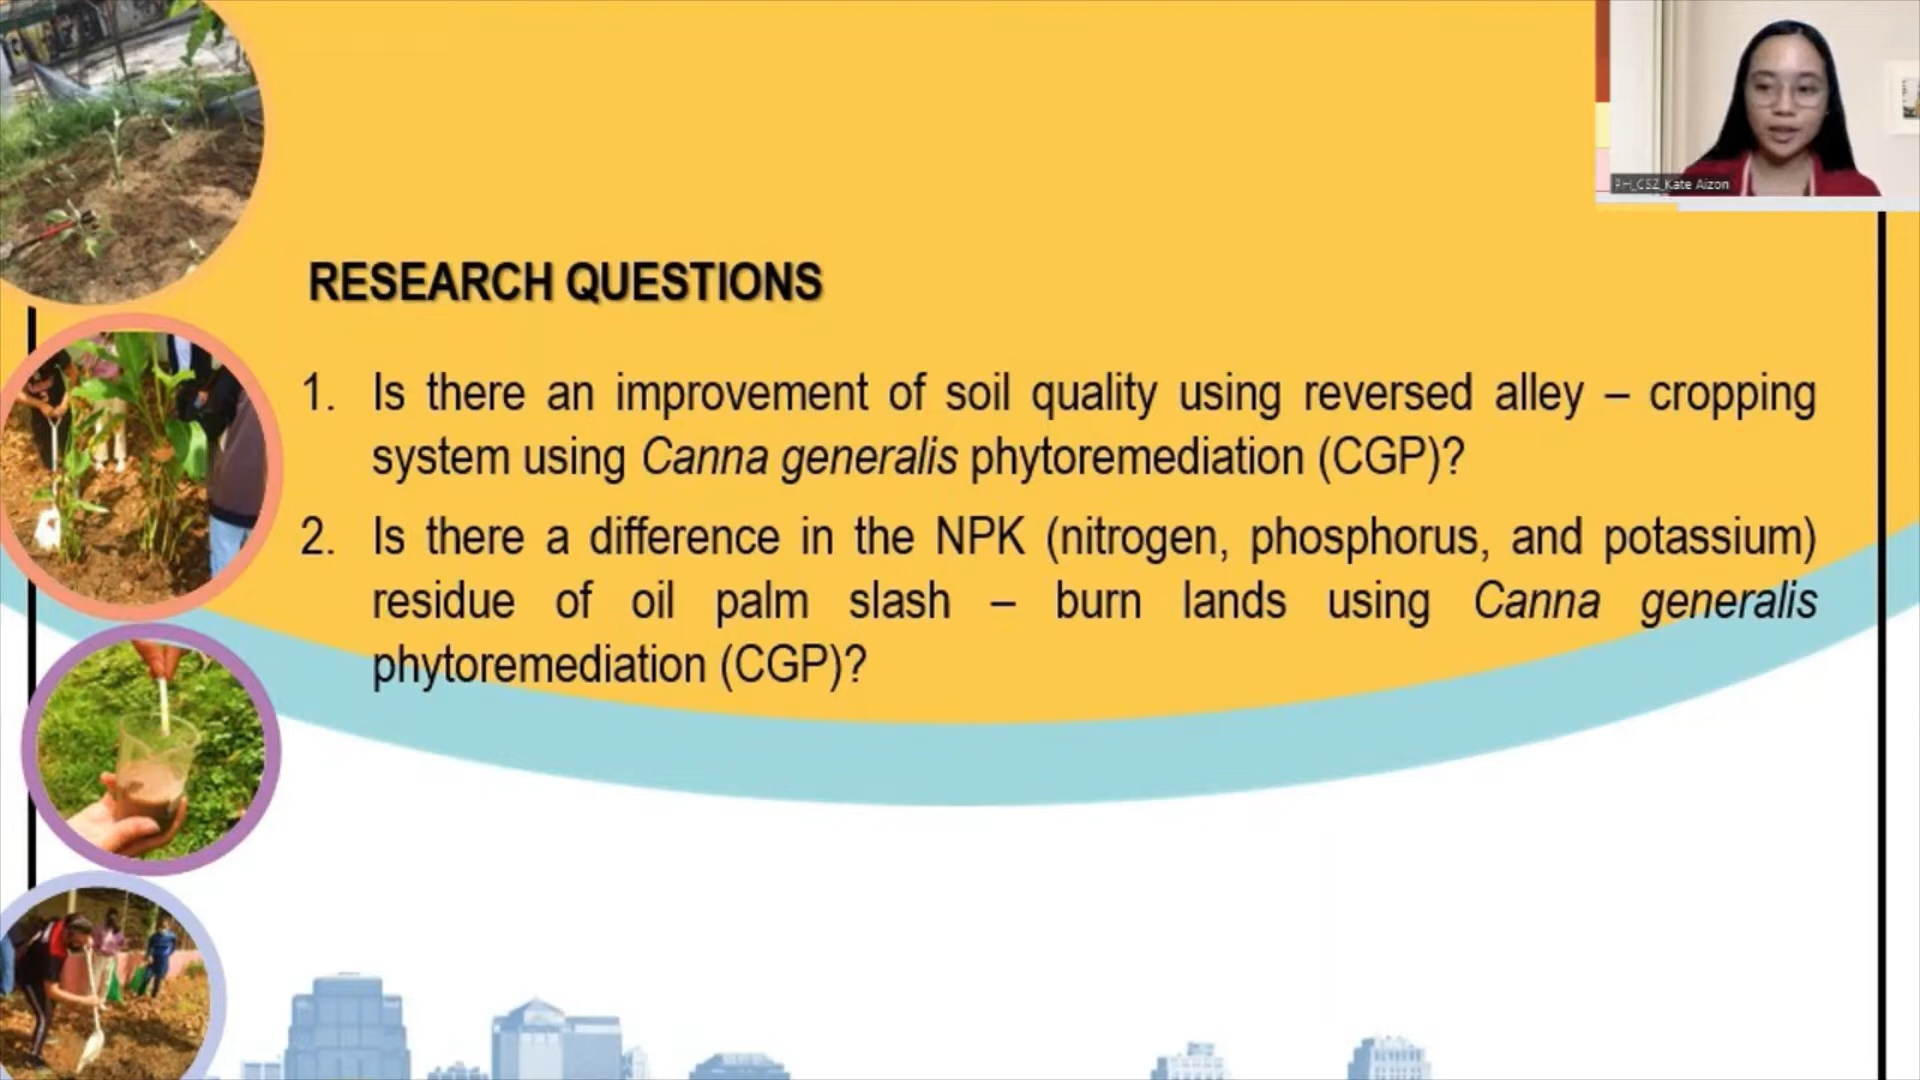 PH_CSZ_Kate Aizon
RESEARCH QUESTIONS
1. Is there an improvement of soil quality using reversed alley – cropping
system using Canna generalis phytoremediation (CGP)?
2. Is there a difference in the NPK (nitrogen, phosphorus, and potassium)
residue of oil palm slash – burn lands using Canna generalis
phytoremediation (CGP)?